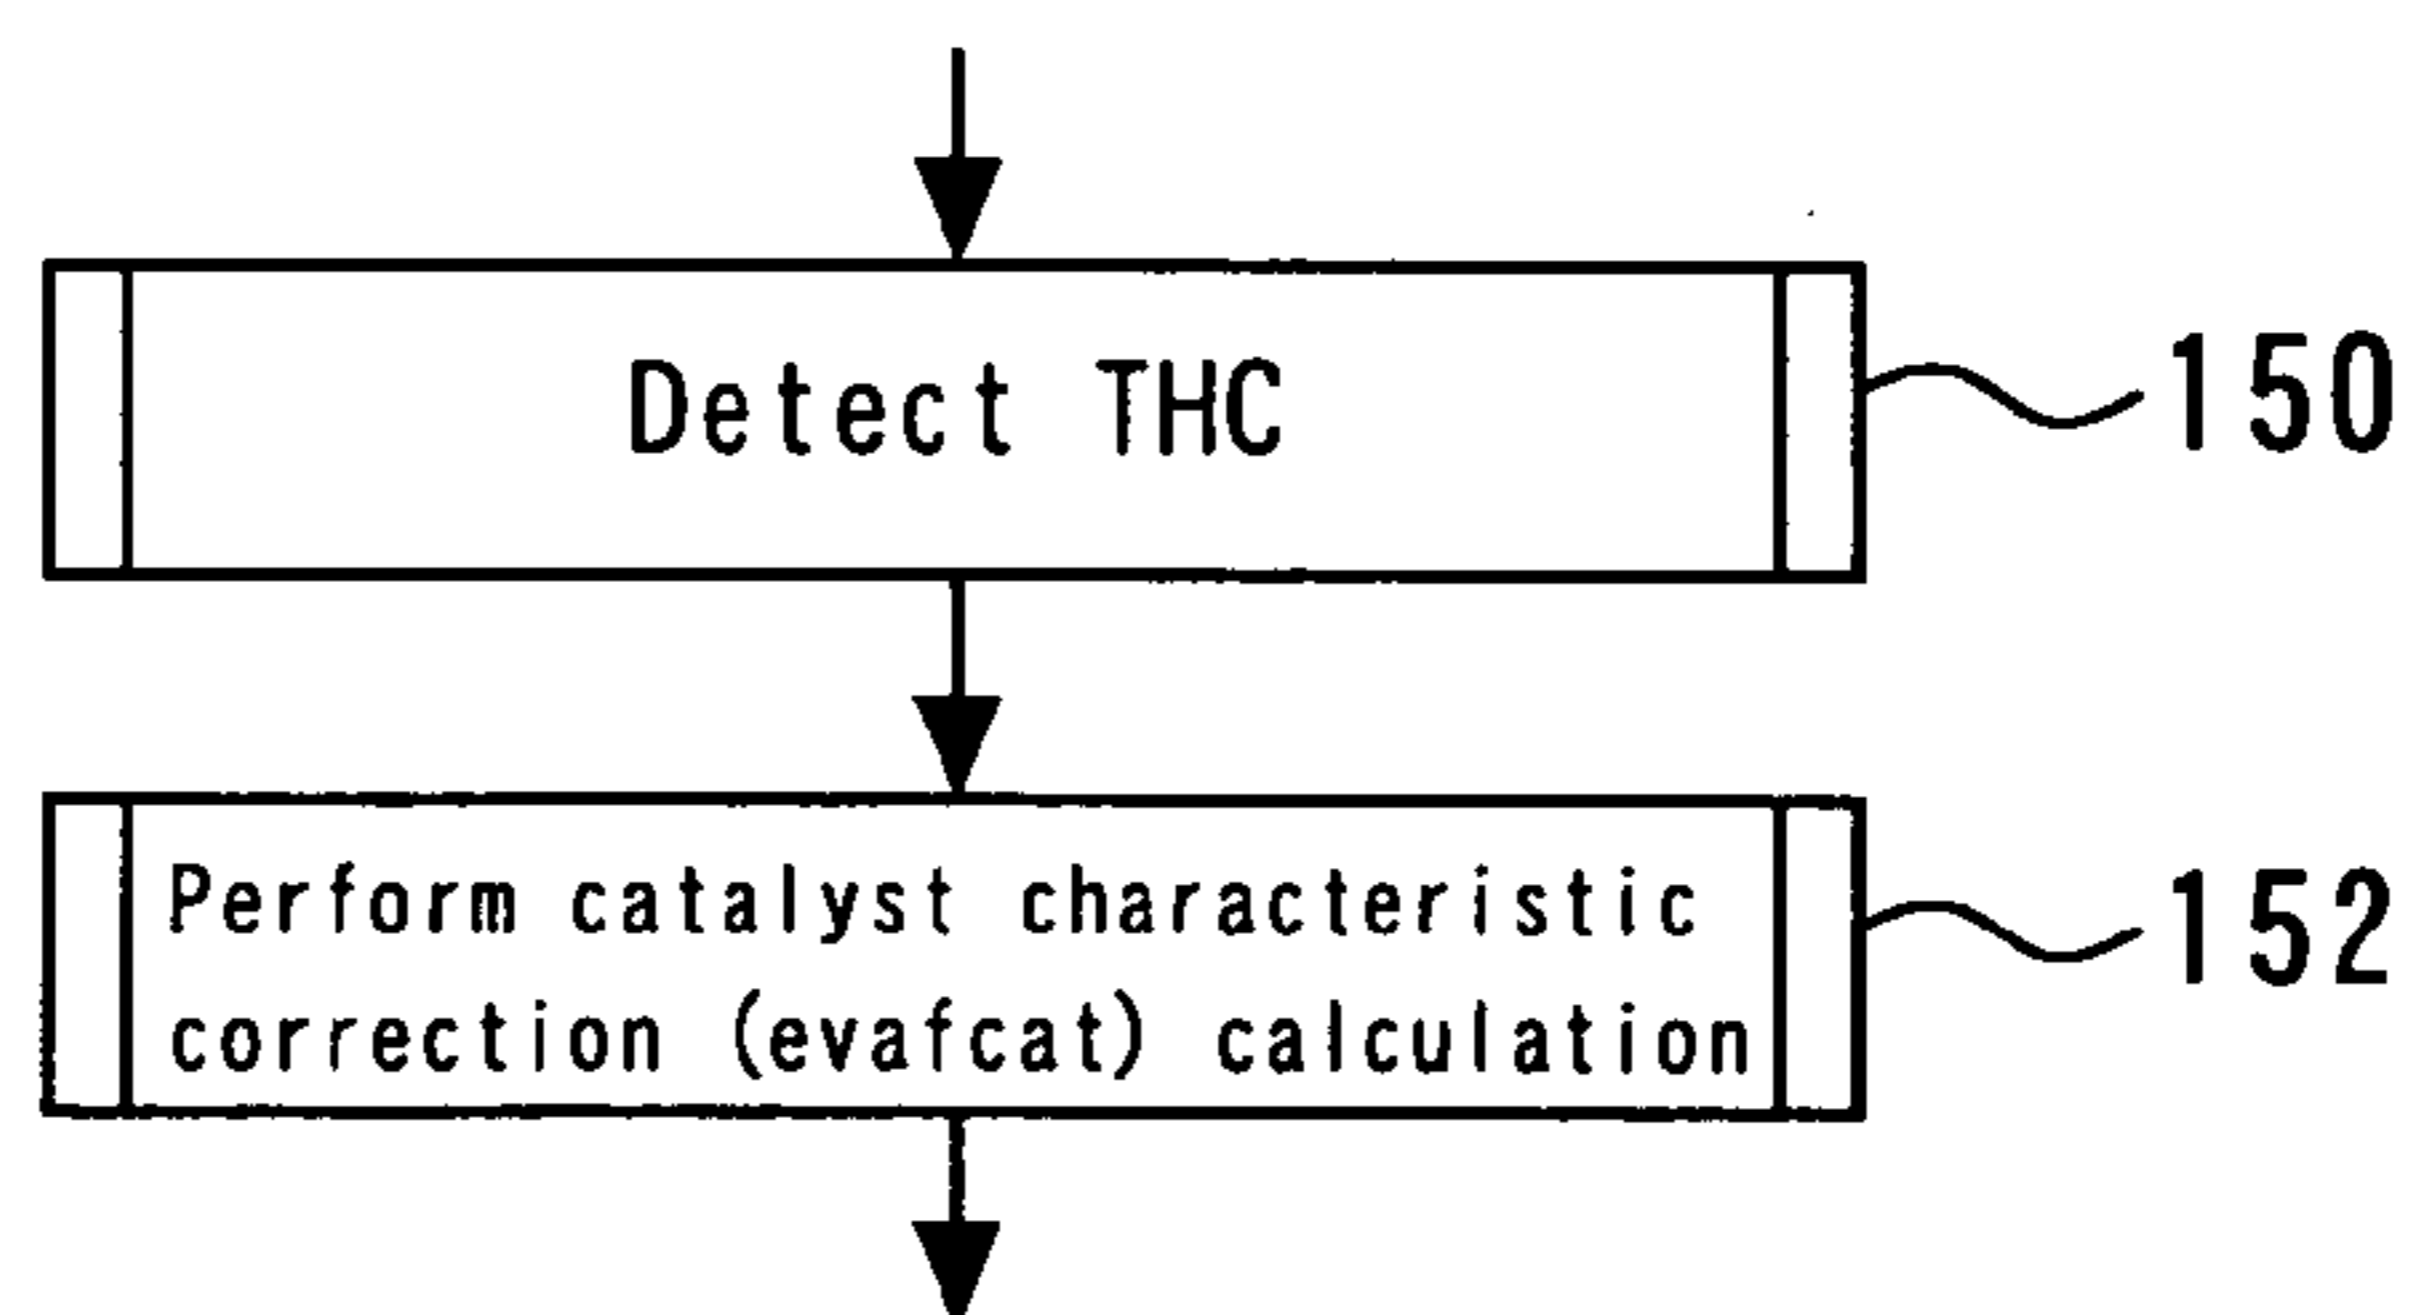 Detect THC
150
Perform catalyst characteristic
correction (evafcat) calculation
152